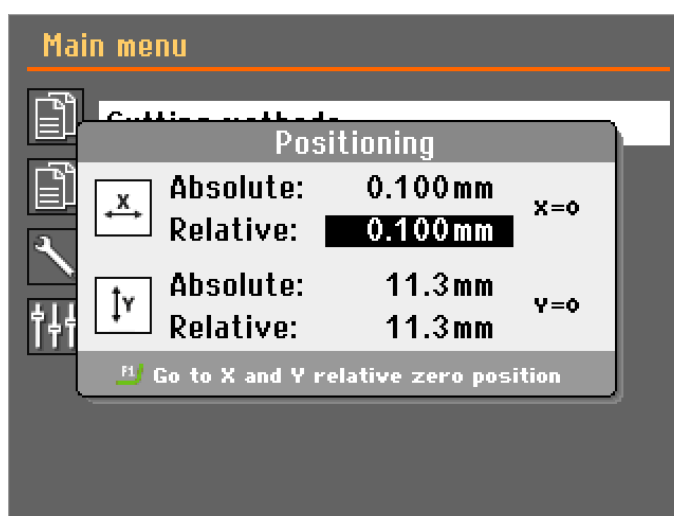 Main menu
Positioning
X
Absolute: 0.100mm
X=0
Relative: 0.100mm
Y
Absolute: 11.3mm
Y=0
Relative: 11.3mm
F1 Go to X and Y relative zero position